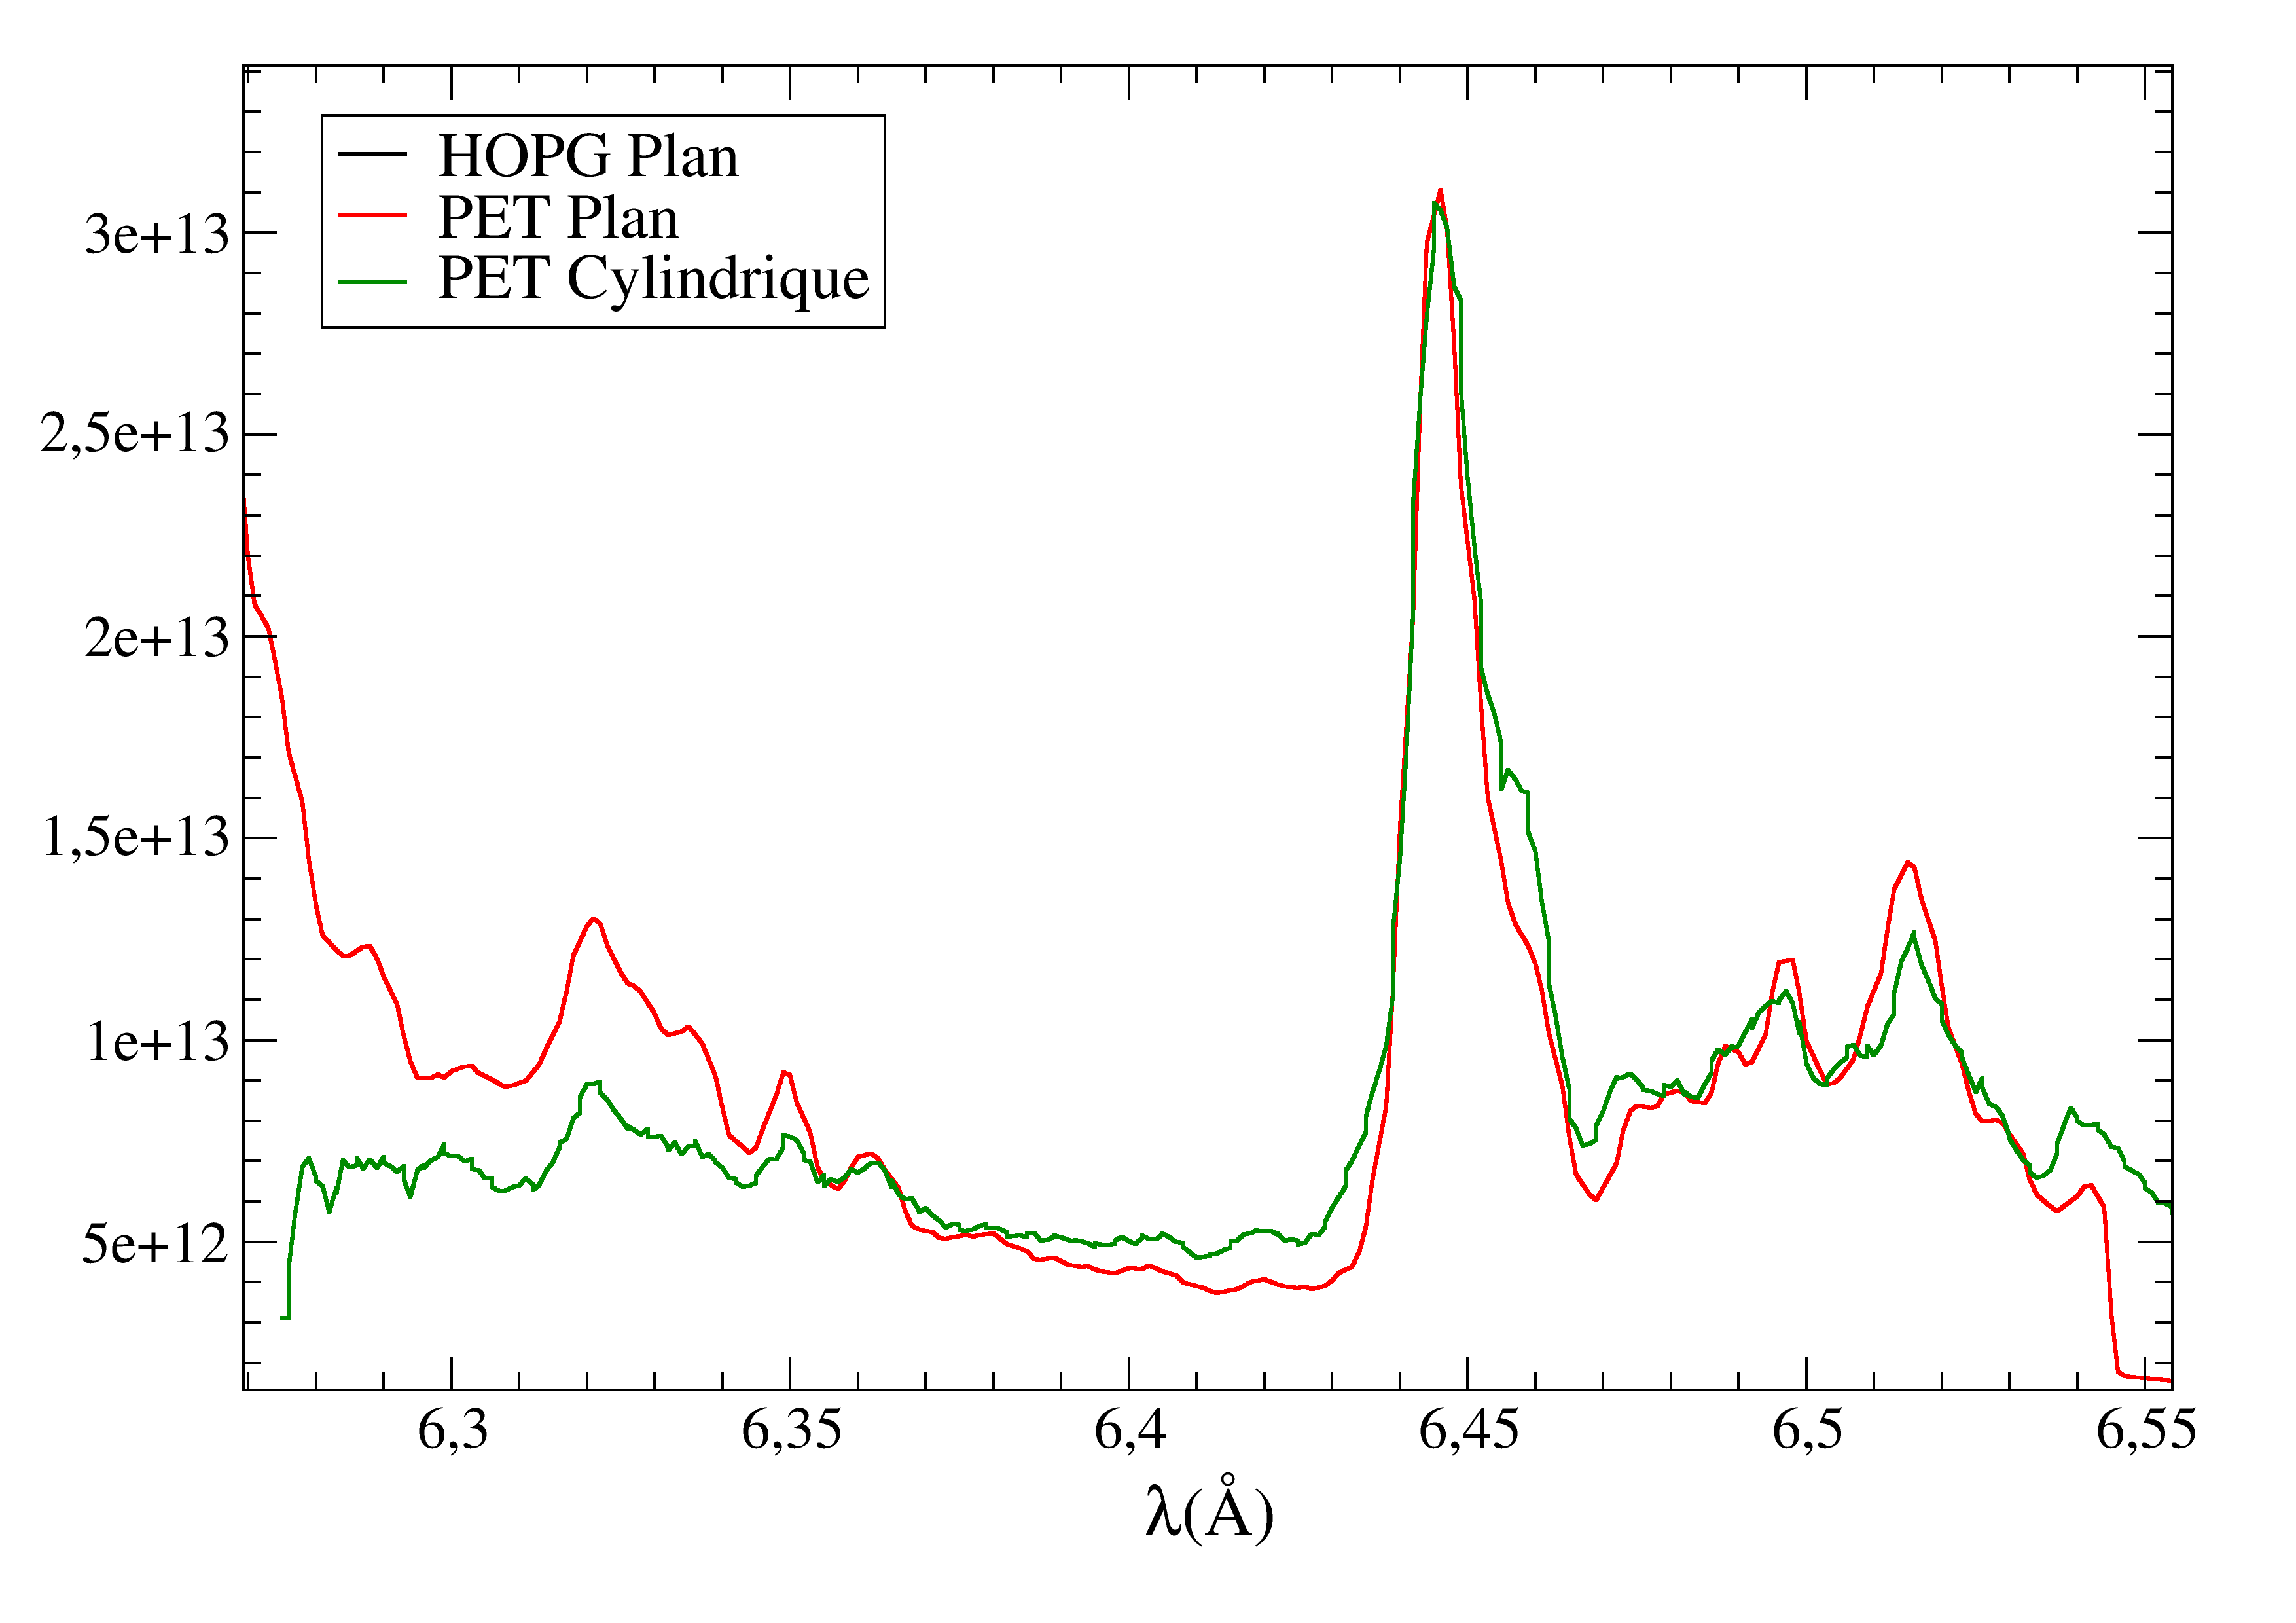 HOPG Plan
PET Plan
PET Cylindrique
3e+13
2,5e+13
2e+13
1,5e+13
1e+13
5e+12
6,3 6,35 6,4 6,45 6,5 6,55
λ(Å)